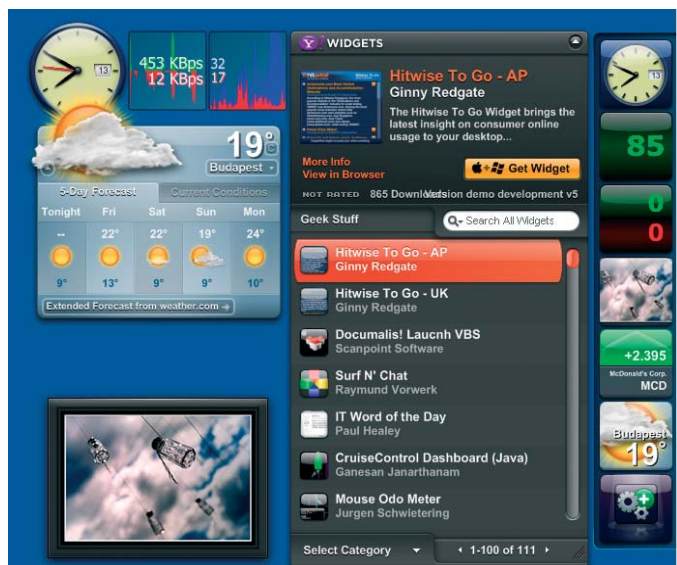 13
453 KBps 32
12 KBps 17
19°
C
Budapest
5-Day Forecast
Current Conditions
Tonight Fri Sat Sun Mon
-- 22° 22° 19° 24°
9° 13° 9° 9° 10°
Extended Forecast from weather.com
Y! WIDGETS
Hitwise To Go - AP
Ginny Redgate
The Hitwise To Go Widget brings the
latest insight on consumer online
usage to your desktop...
More Info
View in Browser
Get Widget
NOT RATED 865 Downloads Version demo development v5
Geek Stuff
Search All Widgets
Hitwise To Go - AP
Ginny Redgate
Hitwise To Go - UK
Ginny Redgate
Documalis! Laucnh VBS
Scanpoint Software
Surf N' Chat
Raymund Vorwerk
IT Word of the Day
Paul Healey
CruiseControl Dashboard (Java)
Ganesan Janarthanam
Mouse Odo Meter
Jurgen Schwietering
Select Category
1-100 of 111
13
85
0
0
+2.395
McDonald's Corp.
MCD
Budapest
19°